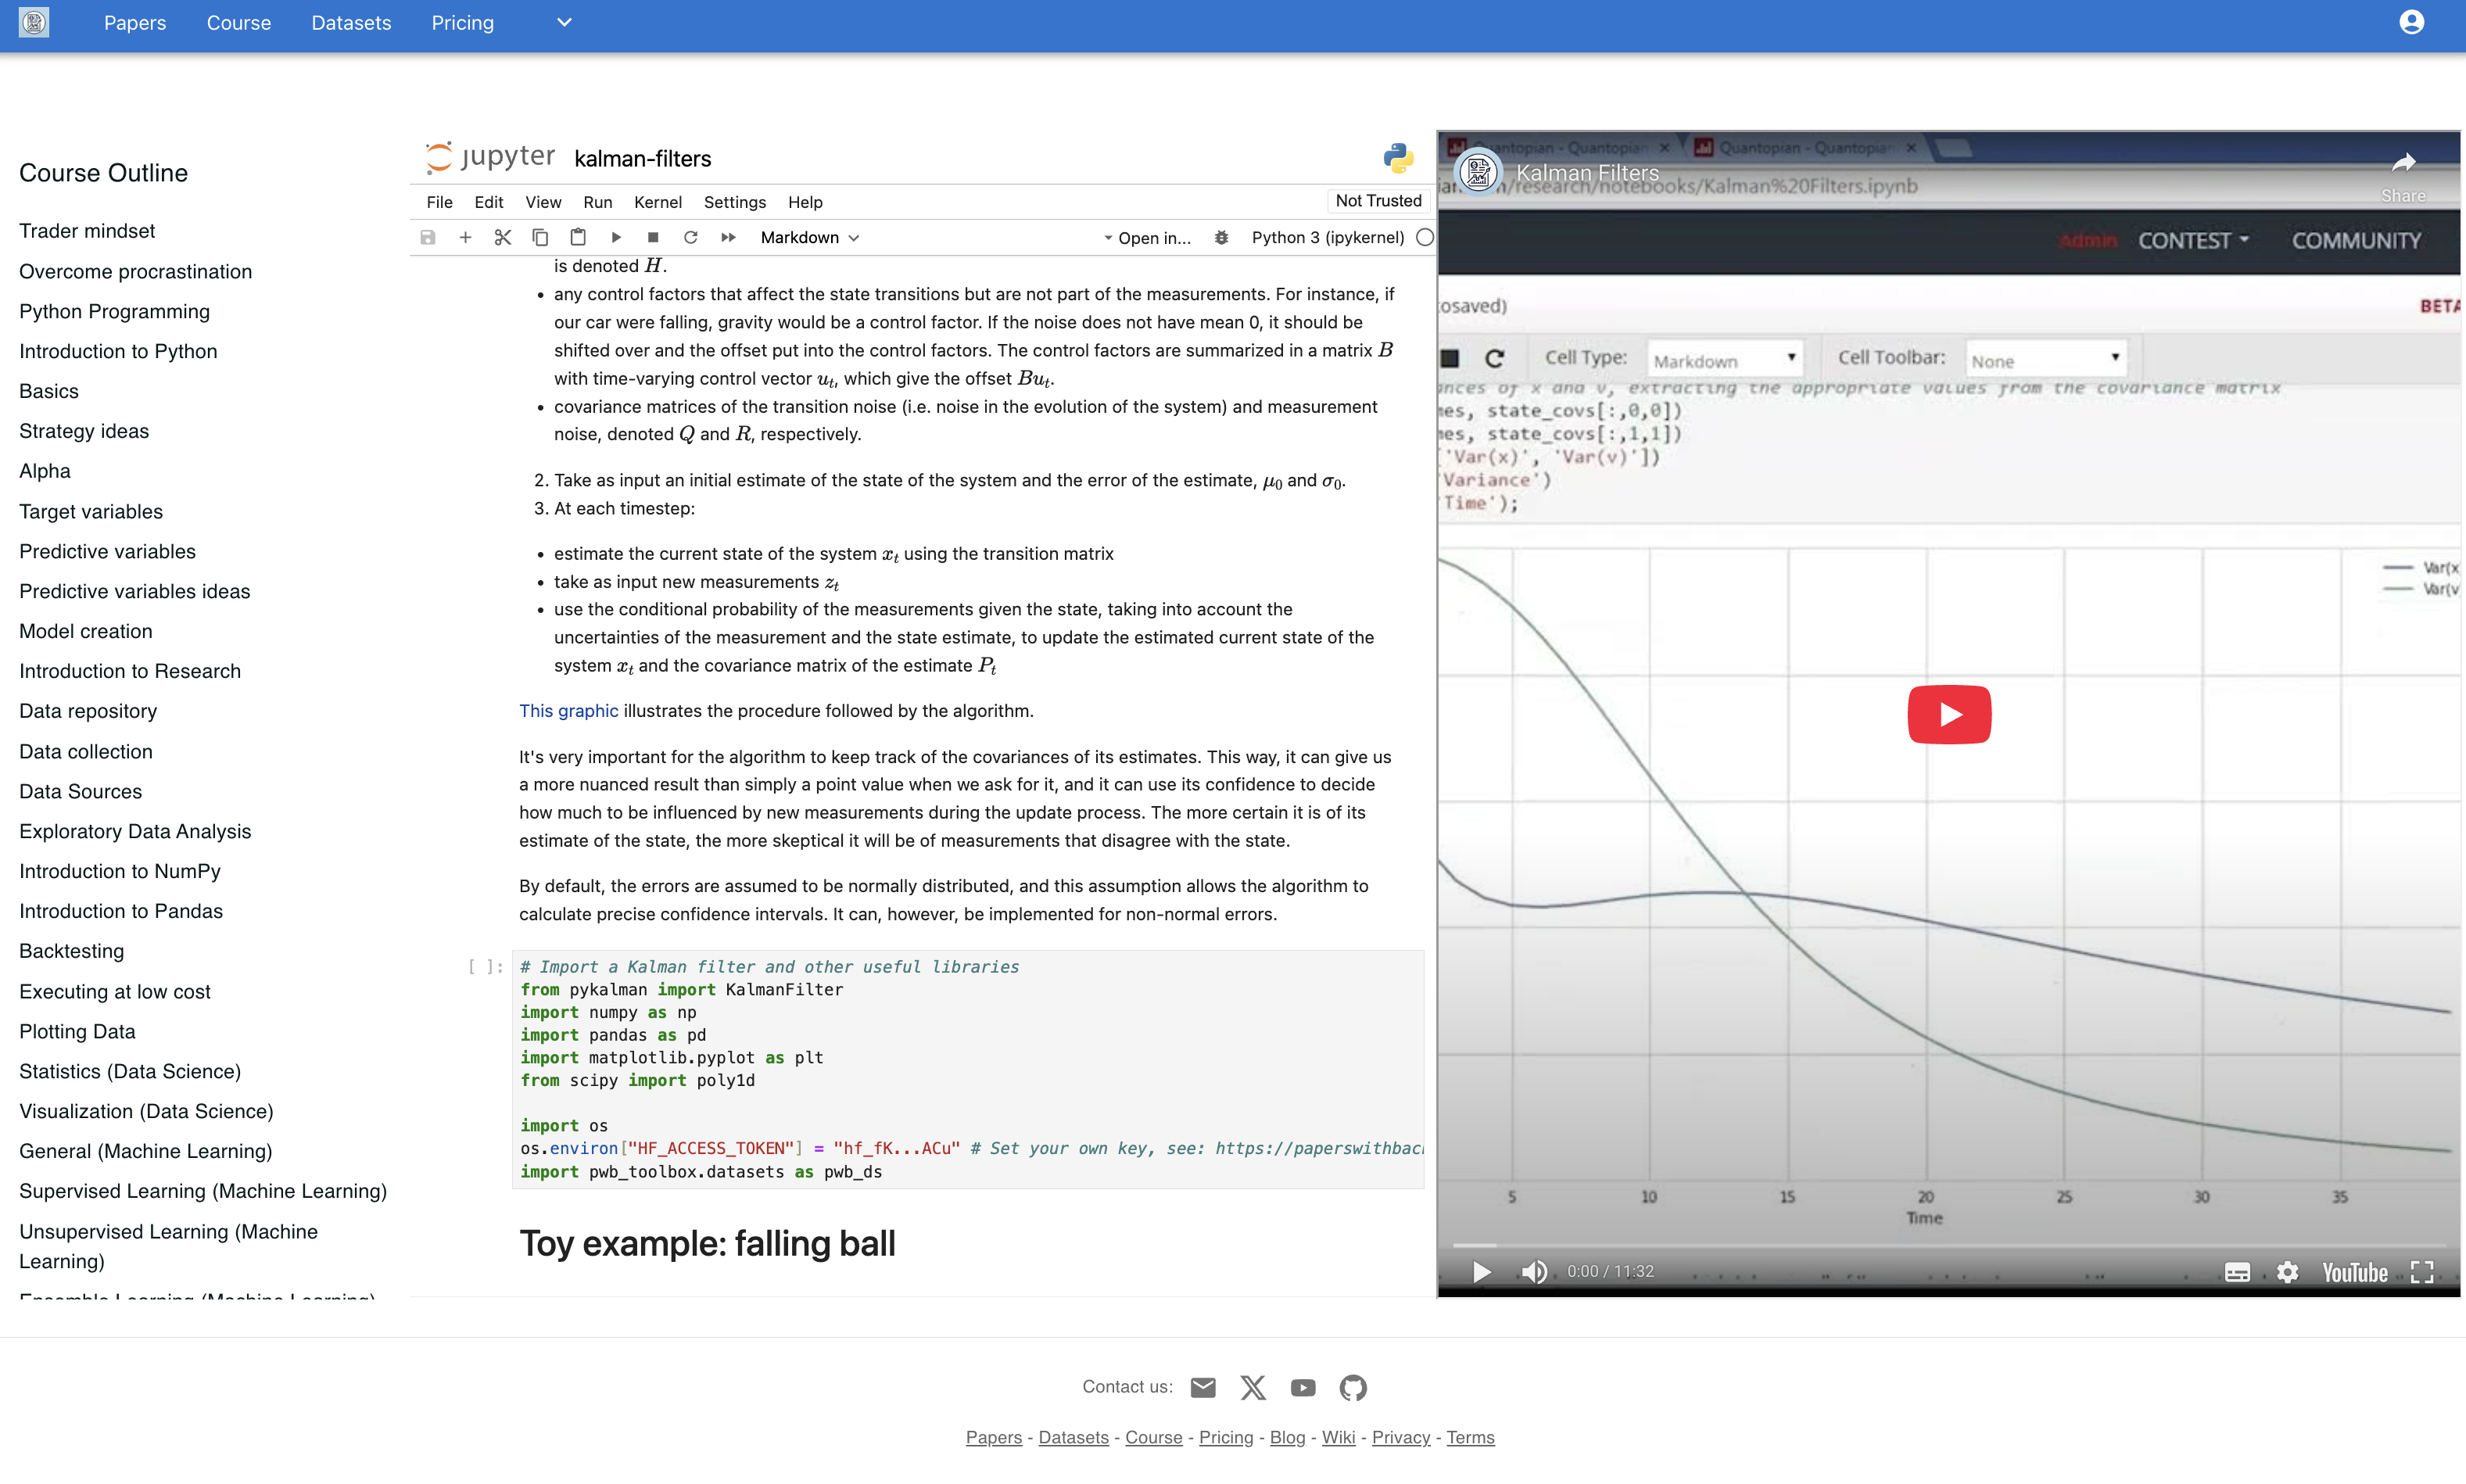 Papers Course Datasets Pricing
Course Outline
Trader mindset
Overcome procrastination
Python Programming
Introduction to Python
Basics
Strategy ideas
Alpha
Target variables
Predictive variables
Predictive variables ideas
Model creation
Introduction to Research
Data repository
Data collection
Data Sources
Exploratory Data Analysis
Introduction to NumPy
Introduction to Pandas
Backtesting
Executing at low cost
Plotting Data
Statistics (Data Science)
Visualization (Data Science)
General (Machine Learning)
Supervised Learning (Machine Learning)
Unsupervised Learning (Machine
Learning)
Ensemble Learning (Machine Learning)
jupyter kalman-filters
File Edit View Run Kernel Settings Help Not Trusted
Markdown Open in... Python 3 (ipykernel)
is denoted H.
• any control factors that affect the state transitions but are not part of the measurements. For instance, if
our car were falling, gravity would be a control factor. If the noise does not have mean 0, it should be
shifted over and the offset put into the control factors. The control factors are summarized in a matrix B
with time-varying control vector uₜ, which give the offset Buₜ.
• covariance matrices of the transition noise (i.e. noise in the evolution of the system) and measurement
noise, denoted Q and R, respectively.
2. Take as input an initial estimate of the state of the system and the error of the estimate, μ₀ and σ₀.
3. At each timestep:
• estimate the current state of the system xₜ using the transition matrix
• take as input new measurements zₜ
• use the conditional probability of the measurements given the state, taking into account the
uncertainties of the measurement and the state estimate, to update the estimated current state of the
system xₜ and the covariance matrix of the estimate Pₜ
This graphic illustrates the procedure followed by the algorithm.
It's very important for the algorithm to keep track of the covariances of its estimates. This way, it can give us
a more nuanced result than simply a point value when we ask for it, and it can use its confidence to decide
how much to be influenced by new measurements during the update process. The more certain it is of its
estimate of the state, the more skeptical it will be of measurements that disagree with the state.
By default, the errors are assumed to be normally distributed, and this assumption allows the algorithm to
calculate precise confidence intervals. It can, however, be implemented for non-normal errors.
[ ]:
# Import a Kalman filter and other useful libraries
from pykalman import KalmanFilter
import numpy as np
import pandas as pd
import matplotlib.pyplot as plt
from scipy import poly1d
import os
os.environ["HF_ACCESS_TOKEN"] = "hf_fK...ACu" # Set your own key, see: https://paperswithbac
import pwb_toolbox.datasets as pwb_ds
Toy example: falling ball
Quantopian - Quantopian Quantopian - Quantopian
Kalman Filters
/research/notebooks/Kalman%20Filters.ipynb
Share
Admin CONTEST COMMUNITY
osaved) BETA
Cell Type: Markdown Cell Toolbar: None
nces of x and v, extracting the appropriate values from the covariance matrix
es, state_covs[:,0,0])
es, state_covs[:,1,1])
'Var(x)', 'Var(v)'])
'Variance')
'Time');
Var(x
Var(v
5 10 15 20 25 30 35
Time
0:00 / 11:32 YouTube
Contact us:
Papers - Datasets - Course - Pricing - Blog - Wiki - Privacy - Terms